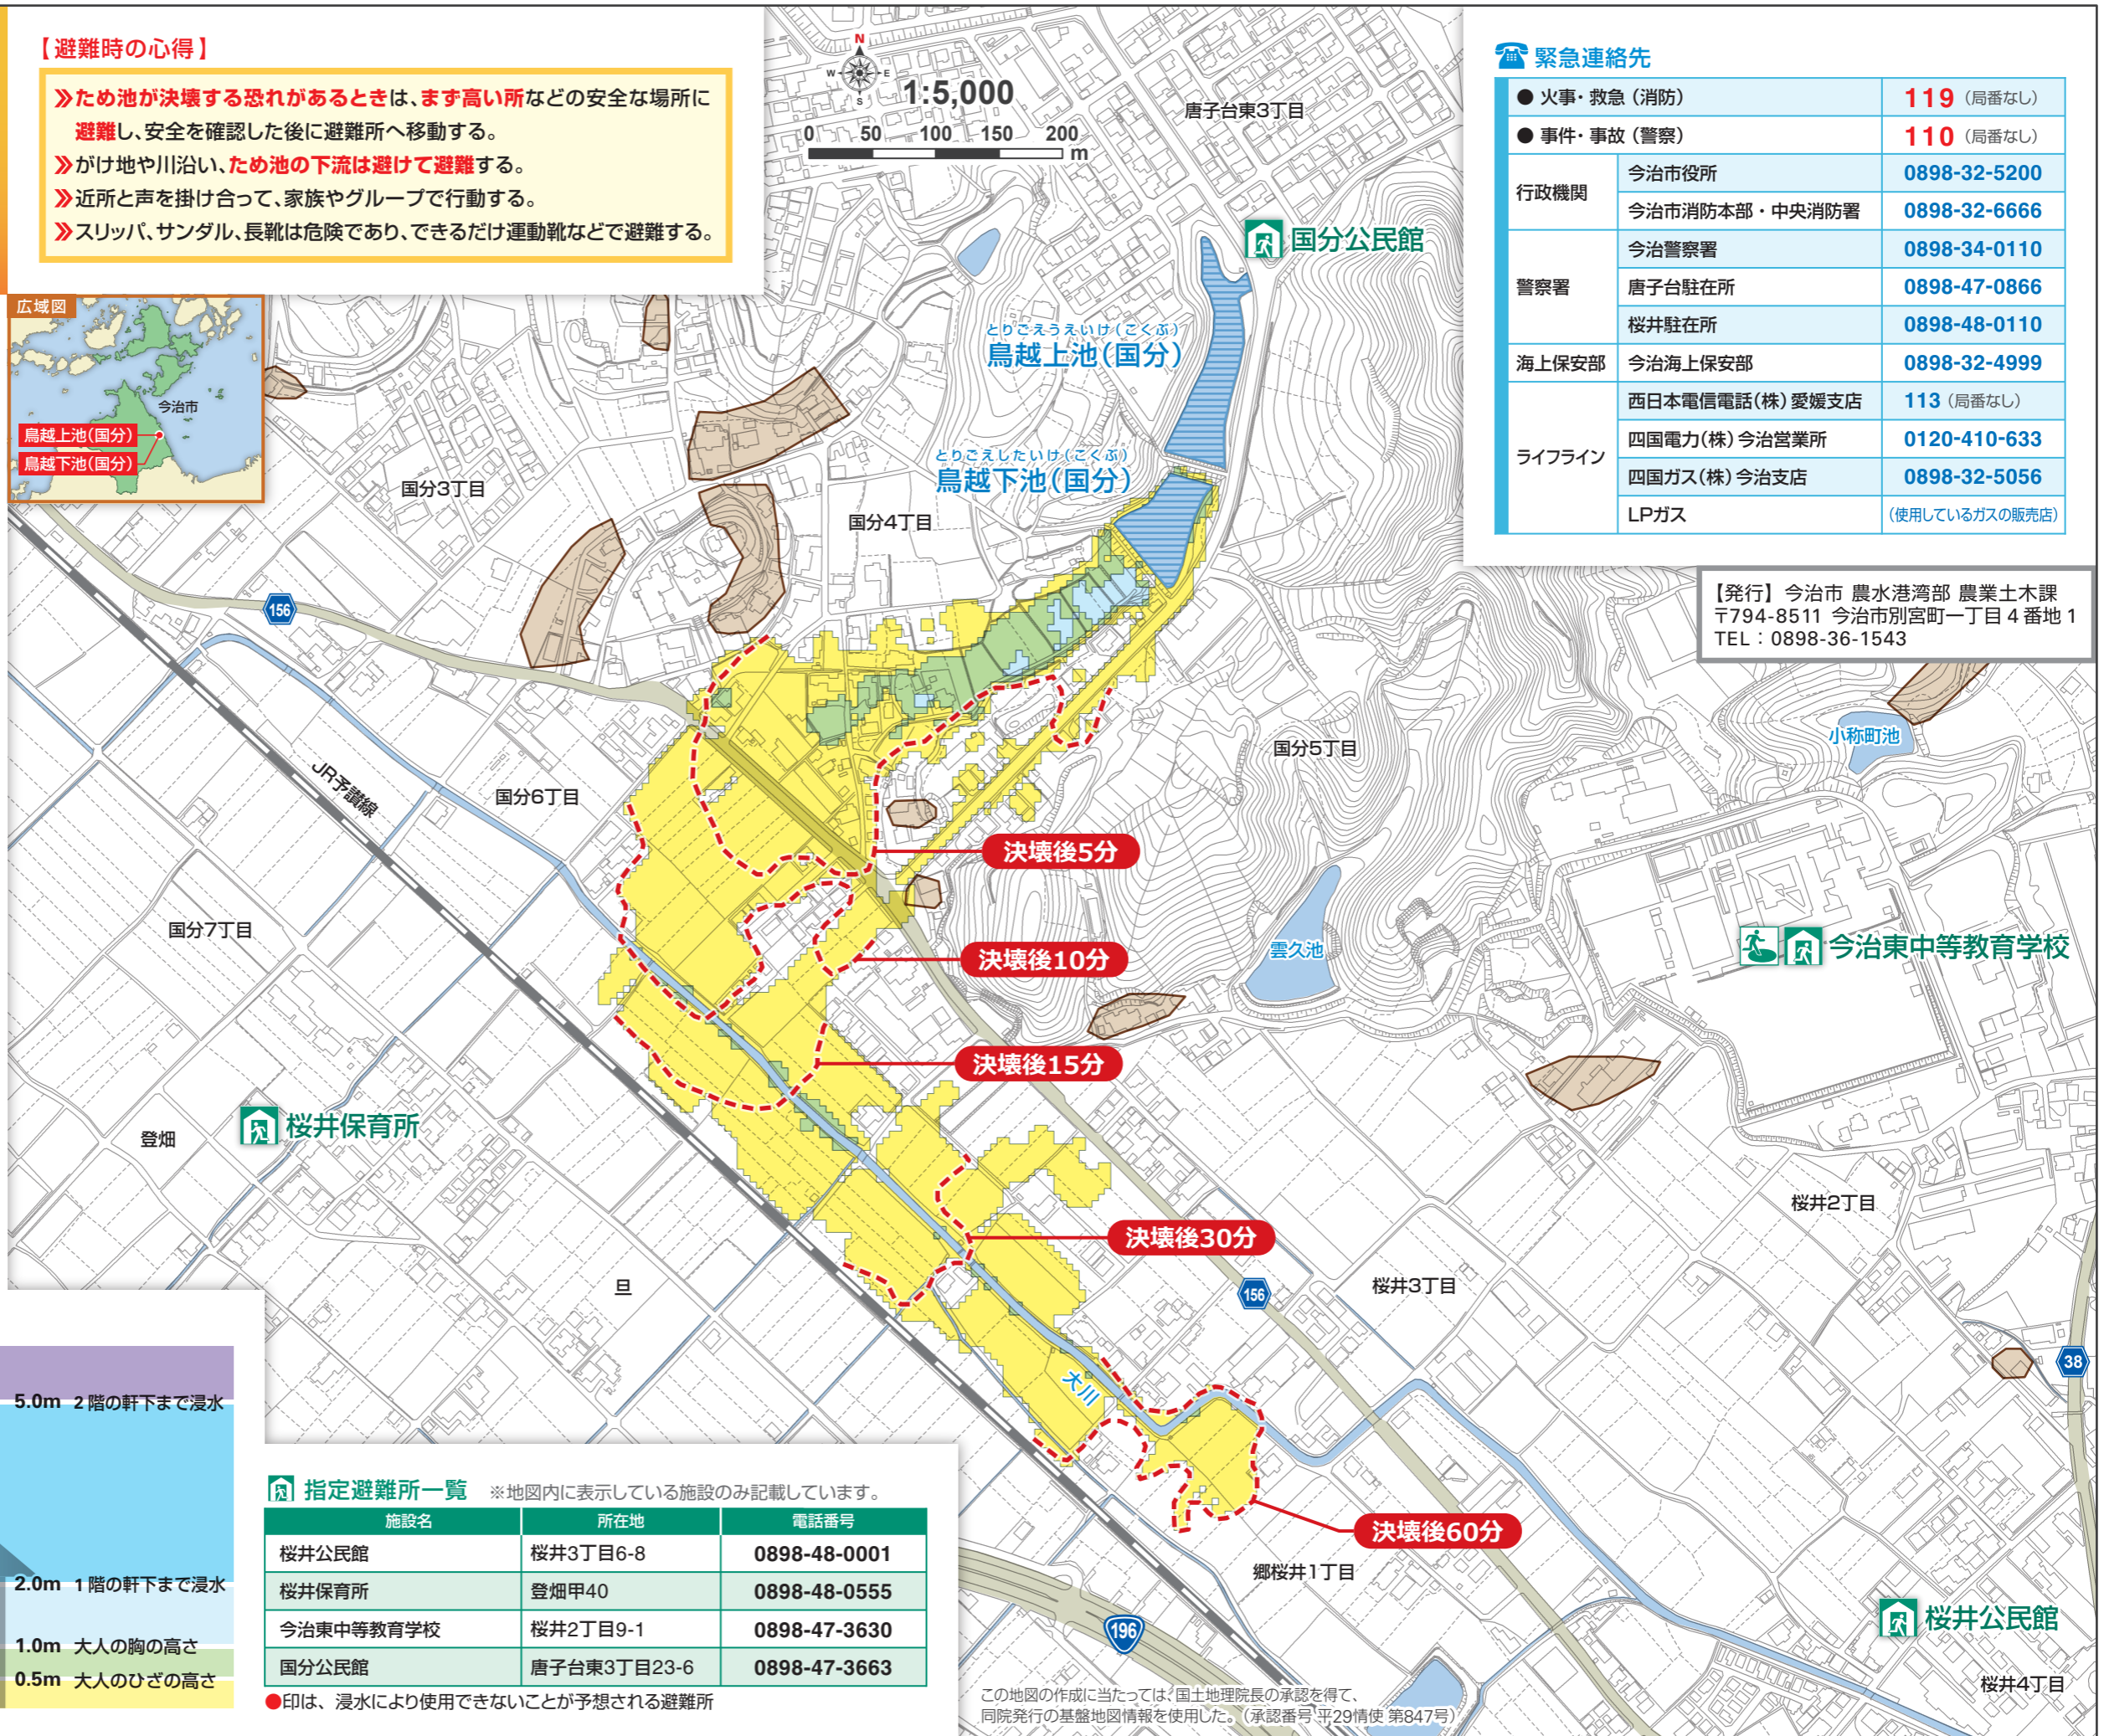 【避難時の心得】
≫ため池が決壊する恐れがあるときは、まず高い所などの安全な場所に
避難し、安全を確認した後に避難所へ移動する。
≫がけ地や川沿い、ため池の下流は避けて避難する。
≫近所と声を掛け合って、家族やグループで行動する。
≫スリッパ、サンダル、長靴は危険であり、できるだけ運動靴などで避難する。
N
W E
S
1:5,000
0 50 100 150 200
m
緊急連絡先
● 火事・救急（消防） 119（局番なし）
● 事件・事故（警察） 110（局番なし）
行政機関
今治市役所 0898-32-5200
今治市消防本部・中央消防署 0898-32-6666
警察署
今治警察署 0898-34-0110
唐子台駐在所 0898-47-0866
桜井駐在所 0898-48-0110
海上保安部 今治海上保安部 0898-32-4999
ライフライン
西日本電信電話(株)愛媛支店 113（局番なし）
四国電力(株)今治営業所 0120-410-633
四国ガス(株)今治支店 0898-32-5056
LPガス （使用しているガスの販売店）
【発行】今治市 農水港湾部 農業土木課
〒794-8511 今治市別宮町一丁目4番地1
TEL：0898-36-1543
広域図
今治市
鳥越上池(国分)
鳥越下池(国分)
唐子台東3丁目
国分公民館
とりごえうえいけ(こくぶ)
鳥越上池(国分)
とりごえしたいけ(こくぶ)
鳥越下池(国分)
国分3丁目
国分4丁目
156
国分5丁目
小称町池
JR予讃線
国分6丁目
決壊後5分
国分7丁目
決壊後10分
雲久池
今治東中等教育学校
決壊後15分
桜井保育所
登畑
桜井2丁目
決壊後30分
旦
156
桜井3丁目
38
大川
決壊後60分
郷桜井1丁目
196
桜井公民館
桜井4丁目
5.0m 2階の軒下まで浸水
2.0m 1階の軒下まで浸水
1.0m 大人の胸の高さ
0.5m 大人のひざの高さ
指定避難所一覧 ※地図内に表示している施設のみ記載しています。
施設名 所在地 電話番号
桜井公民館 桜井3丁目6-8 0898-48-0001
桜井保育所 登畑甲40 0898-48-0555
今治東中等教育学校 桜井2丁目9-1 0898-47-3630
国分公民館 唐子台東3丁目23-6 0898-47-3663
●印は、浸水により使用できないことが予想される避難所
この地図の作成に当たっては、国土地理院長の承認を得て、
同院発行の基盤地図情報を使用した。（承認番号 平29情使 第847号）